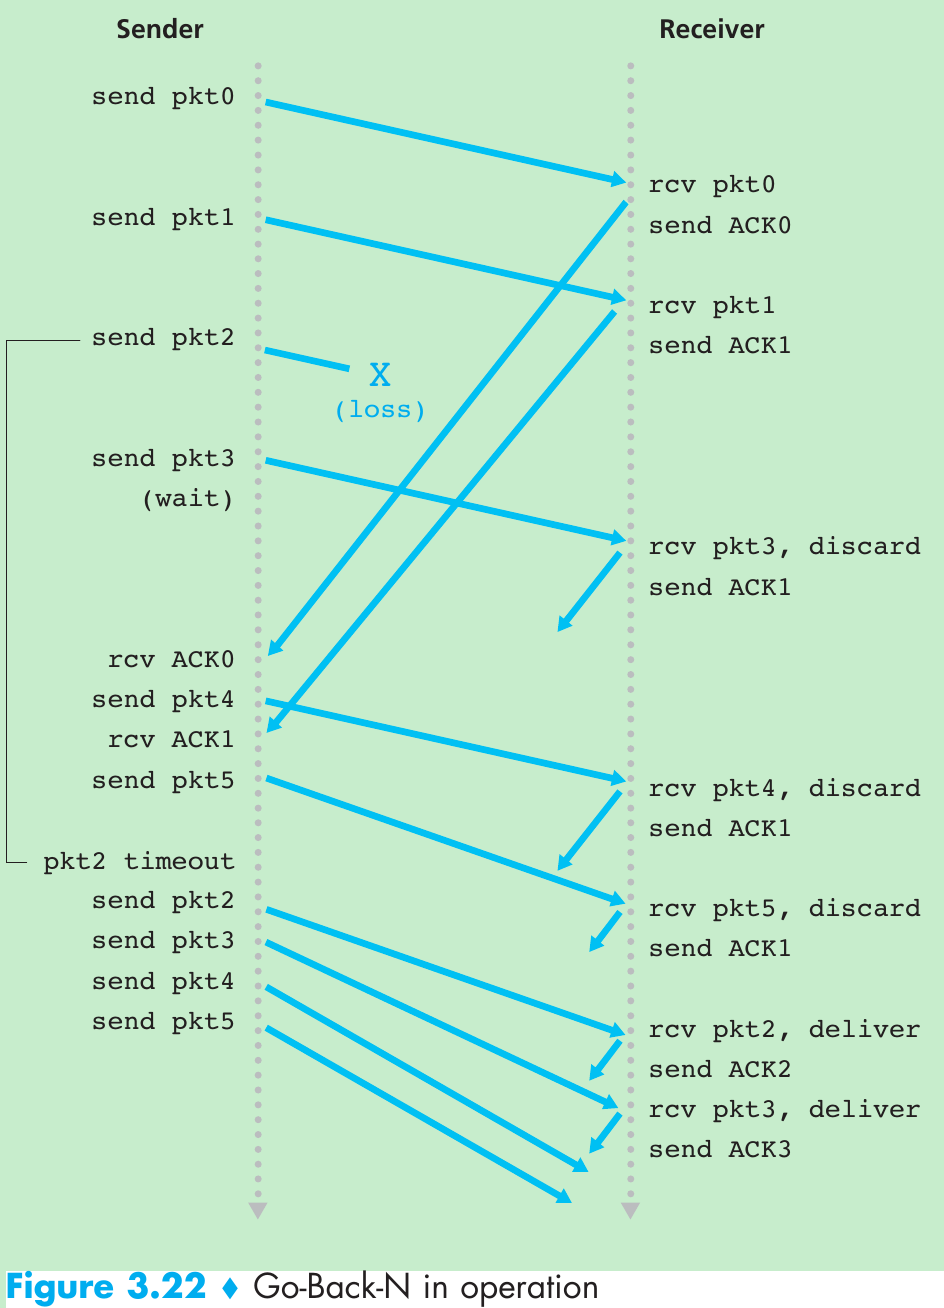 Sender
Receiver
send pkt0
rcv pkt0
send ACK0
send pkt1
rcv pkt1
send ACK1
send pkt2
X
(loss)
send pkt3
(wait)
rcv pkt3, discard
send ACK1
rcv ACK0
send pkt4
rcv ACK1
send pkt5
rcv pkt4, discard
send ACK1
pkt2 timeout
send pkt2
send pkt3
send pkt4
send pkt5
rcv pkt5, discard
send ACK1
rcv pkt2, deliver
send ACK2
rcv pkt3, deliver
send ACK3
Figure 3.22 ♦ Go-Back-N in operation